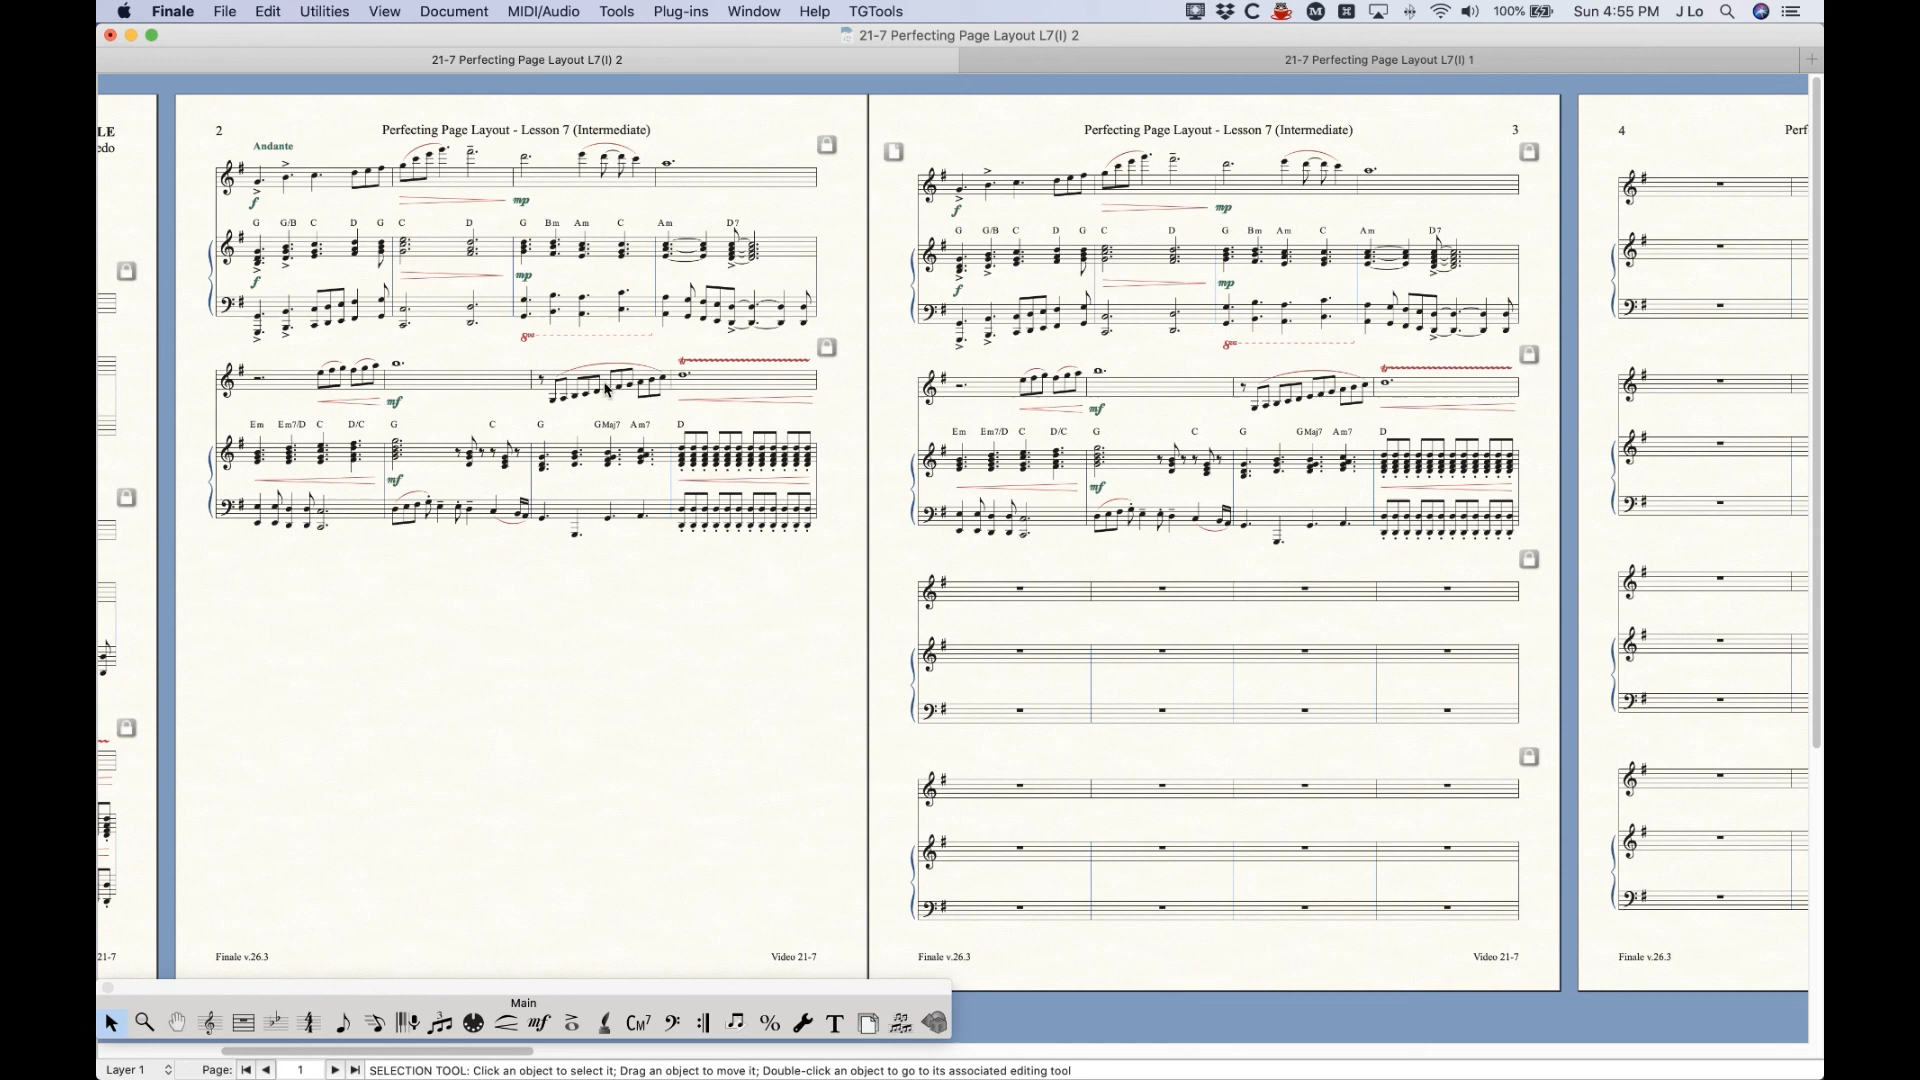 Finale File Edit Utilities View Document MIDI/Audio Tools Plug-ins Window Help TGTools 100% Sun 4:55 PM J Lo
21-7 Perfecting Page Layout L7(I) 2
21-7 Perfecting Page Layout L7(I) 2 21-7 Perfecting Page Layout L7(I) 1
LE 2 Perfecting Page Layout - Lesson 7 (Intermediate) Perfecting Page Layout - Lesson 7 (Intermediate) 3 4 Perf
edo Andante
f mp f mp
G G/B C D G C D G Bm Am C Am D7 G G/B C D G C D G Bm Am C Am D7
f mp f mp
8va 8va
mf mf
Em Em7/D C D/C G C G GMaj7 Am7 D Em Em7/D C D/C G C G GMaj7 Am7 D
mf mf
21-7 Finale v.26.3 Video 21-7 Finale v.26.3 Video 21-7 Finale v.26.3
Main
mf CM7 % T
Layer 1 Page: 1 SELECTION TOOL: Click an object to select it; Drag an object to move it; Double-click an object to go to its associated editing tool